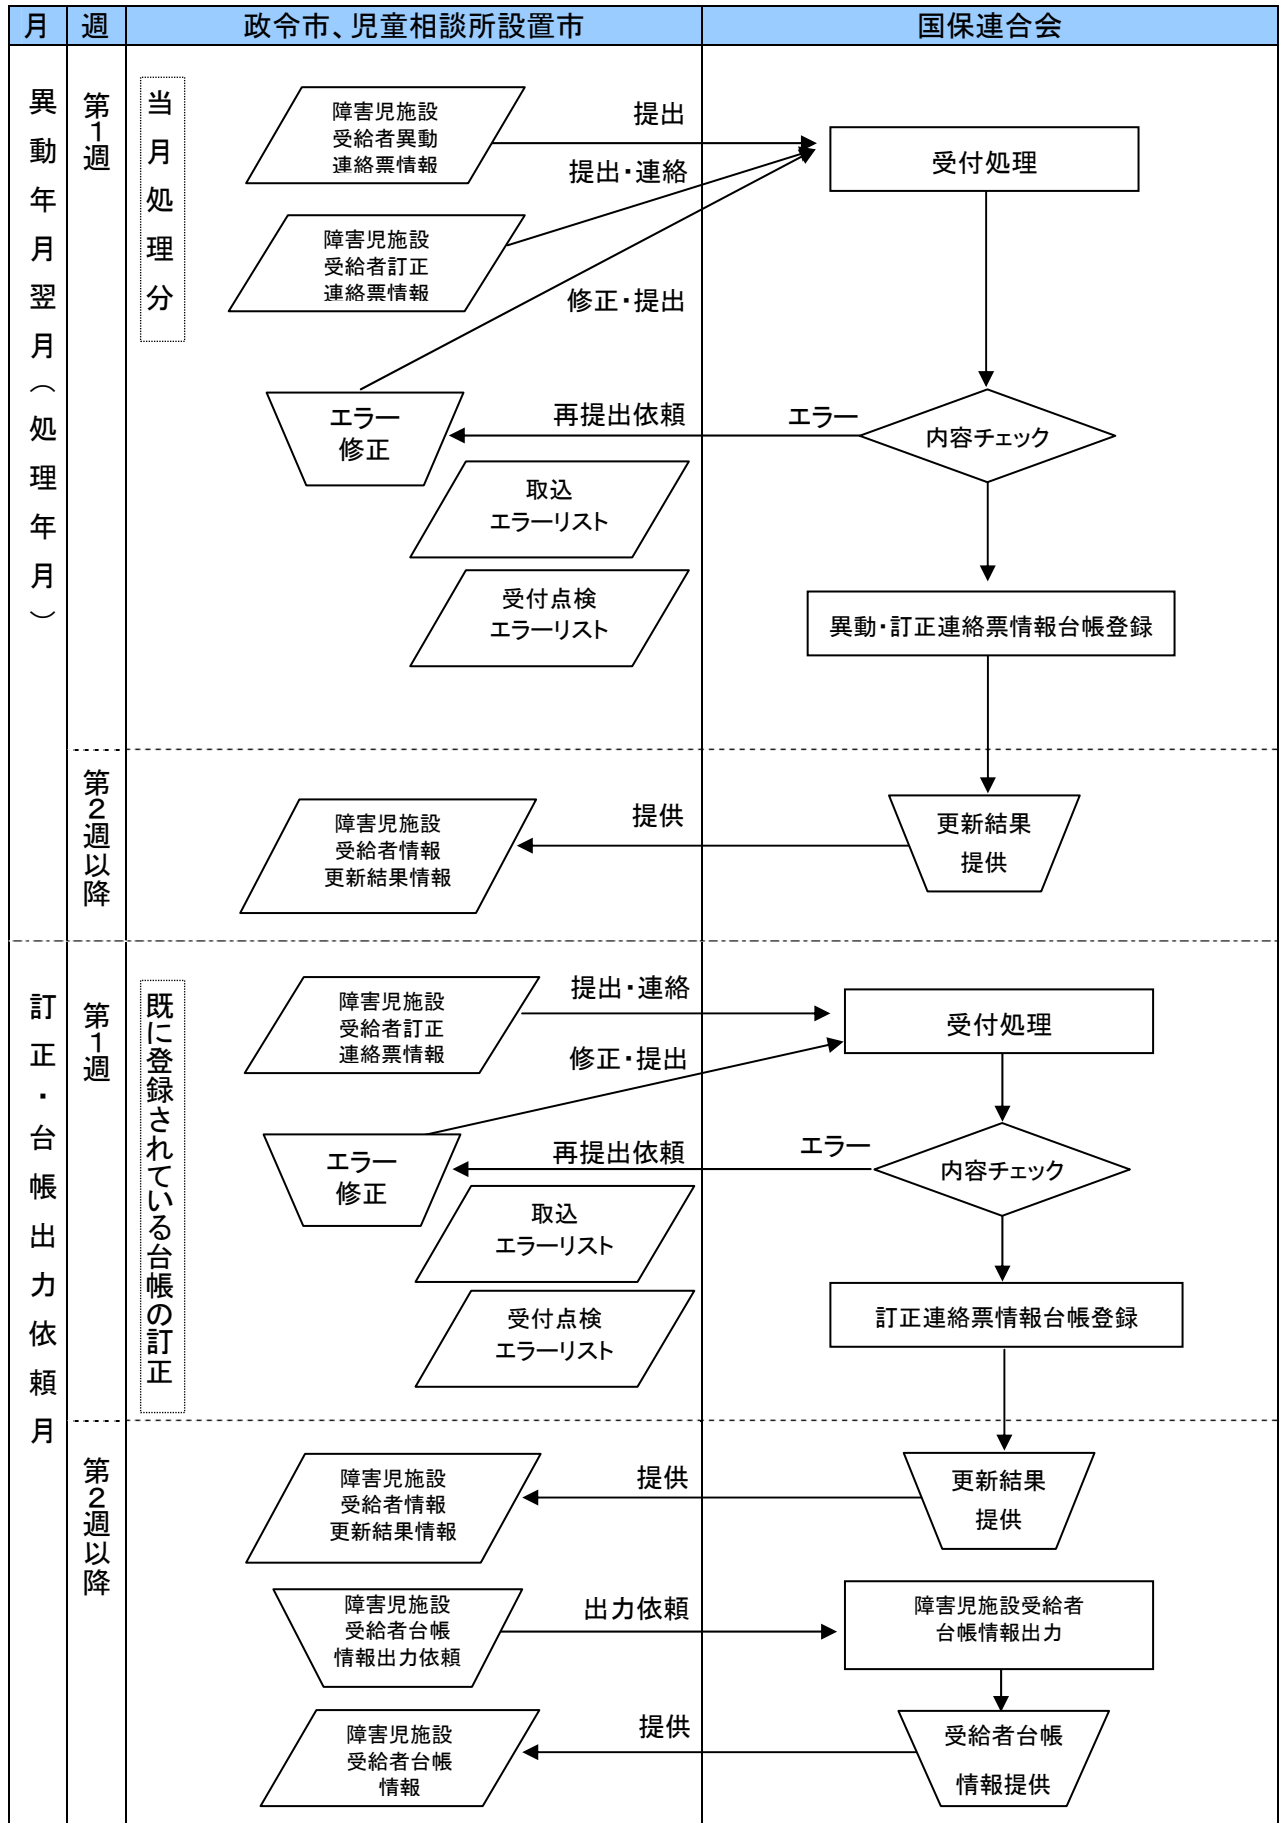 月
週
政令市、児童相談所設置市
国保連合会
異動年月翌月（処理年月）
第1週
当月処理分
障害児施設
受給者異動
連絡票情報
提出
受付処理
提出・連絡
障害児施設
受給者訂正
連絡票情報
修正・提出
エラー
修正
再提出依頼
エラー
内容チェック
取込
エラーリスト
受付点検
エラーリスト
異動・訂正連絡票情報台帳登録
第2週以降
障害児施設
受給者情報
更新結果情報
提供
更新結果
提供
訂正・台帳出力依頼月
第1週
既に登録されている台帳の訂正
障害児施設
受給者訂正
連絡票情報
提出・連絡
受付処理
修正・提出
エラー
修正
再提出依頼
エラー
内容チェック
取込
エラーリスト
受付点検
エラーリスト
訂正連絡票情報台帳登録
第2週以降
障害児施設
受給者情報
更新結果情報
提供
更新結果
提供
障害児施設
受給者台帳
情報出力依頼
出力依頼
障害児施設受給者
台帳情報出力
障害児施設
受給者台帳
情報
提供
受給者台帳
情報提供